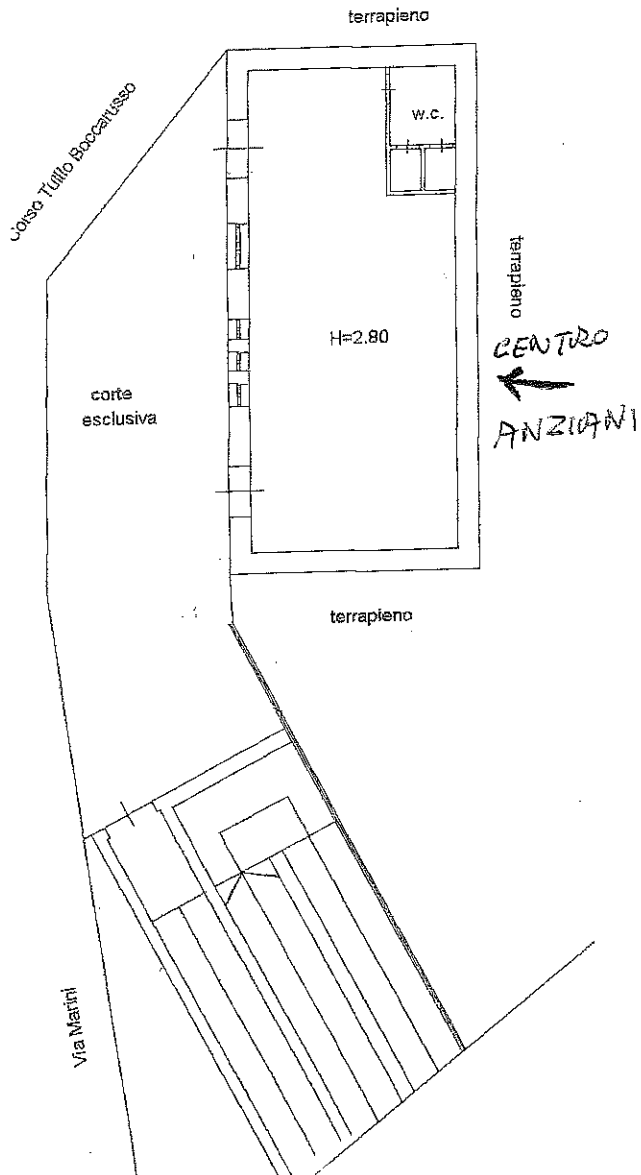 terrapieno
Corso Tullio Boccarusso
w.c.
terrapieno
H=2.80
CENTRO
ANZIANI
corte
esclusiva
terrapieno
Via Marini